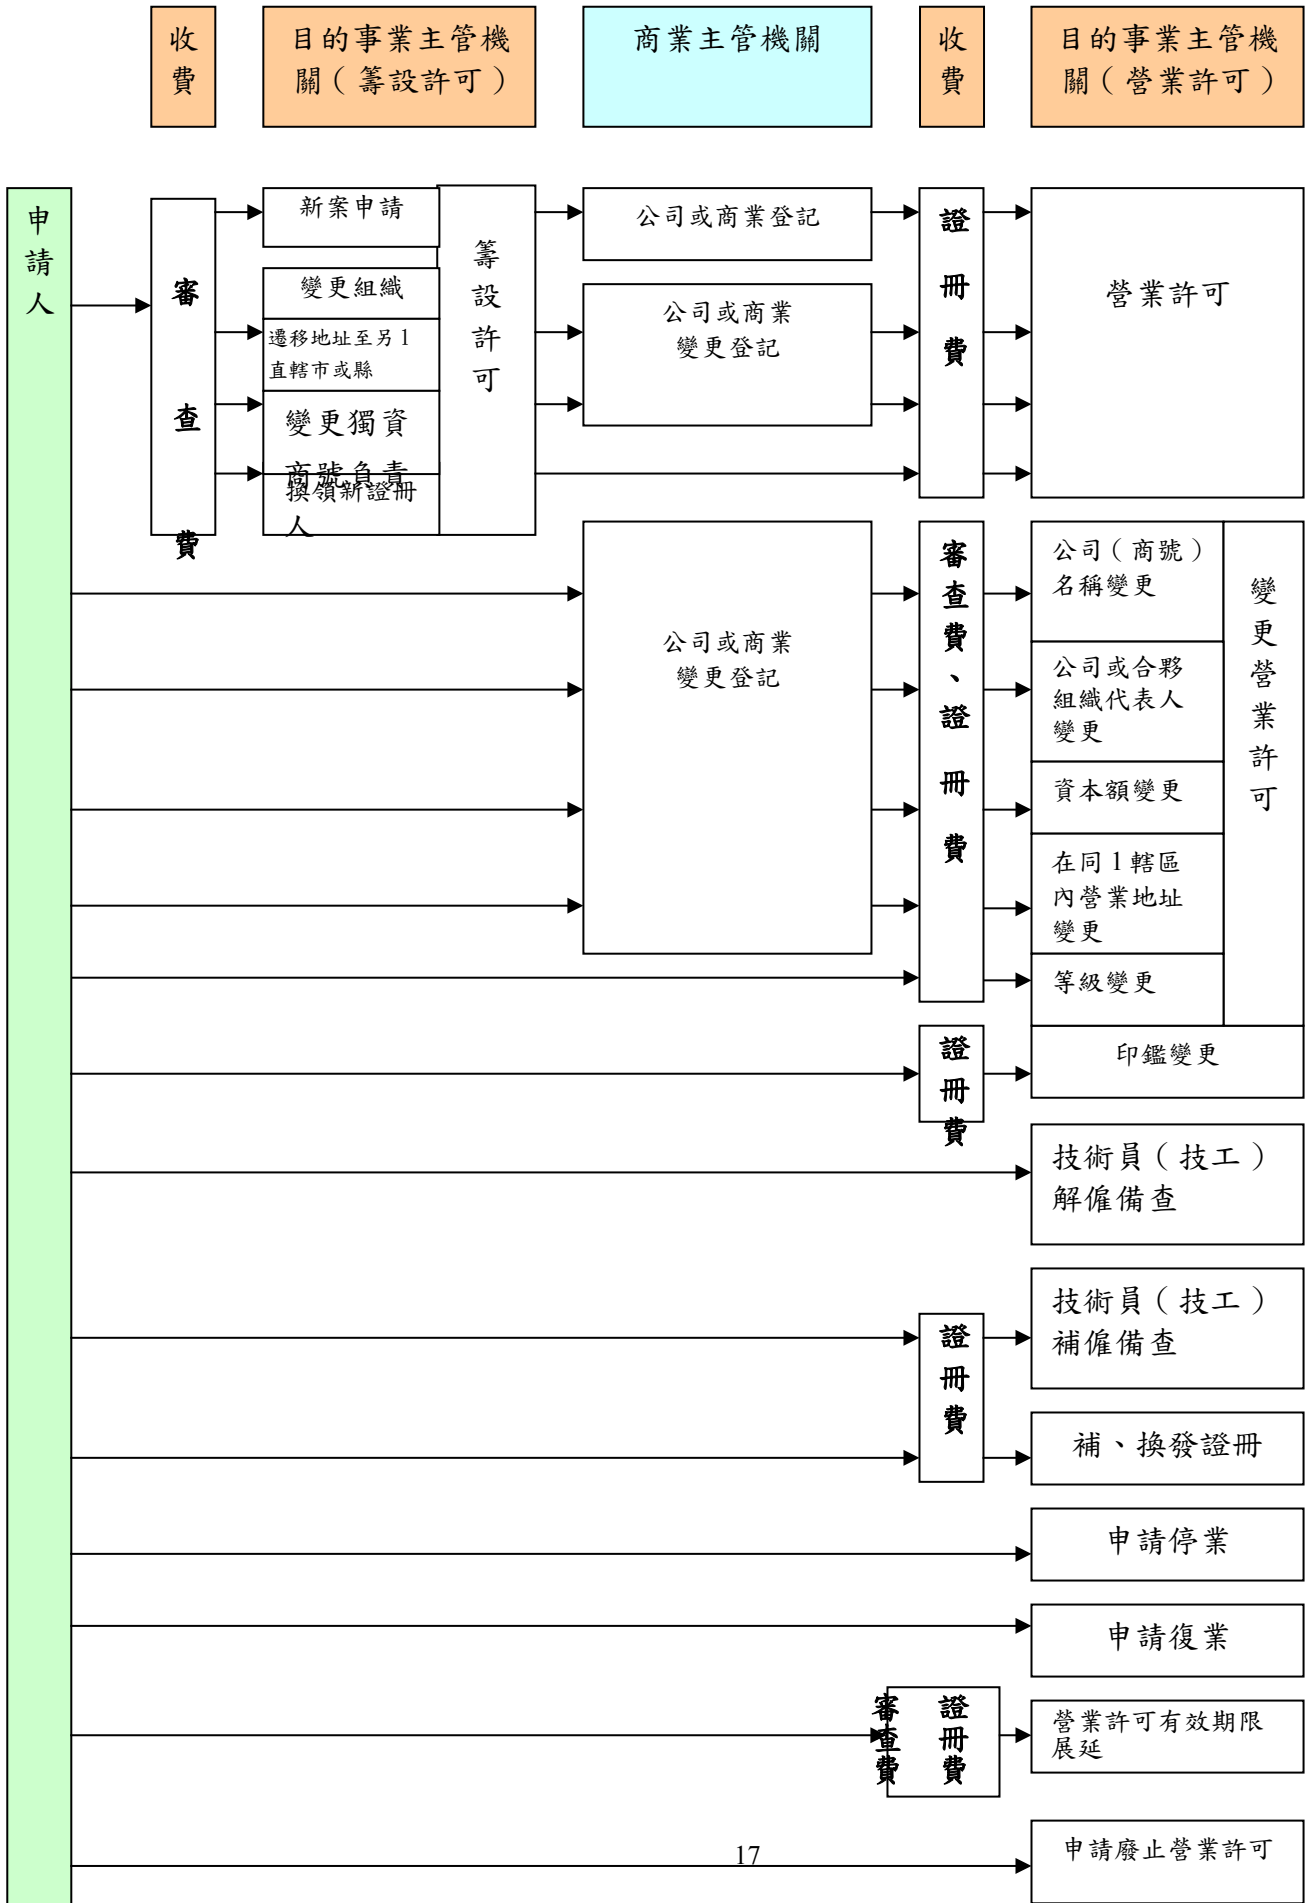 收
費
目的事業主管機
關（籌設許可）
商業主管機關
收
費
目的事業主管機
關（營業許可）
申
請
人
審
查
費
新案申請
變更組織
遷移地址至另1
直轄市或縣
變更獨資
商號負責
人
換領新證冊
籌
設
許
可
公司或商業登記
公司或商業
變更登記
證
冊
費
營業許可
公司或商業
變更登記
審
查
費
、
證
冊
費
公司（商號）
名稱變更
公司或合夥
組織代表人
變更
資本額變更
在同1轄區
內營業地址
變更
等級變更
變
更
營
業
許
可
證
冊
費
印鑑變更
技術員（技工）
解僱備查
證
冊
費
技術員（技工）
補僱備查
補、換發證冊
申請停業
申請復業
審
查
費
證
冊
費
營業許可有效期限
展延
申請廢止營業許可
17